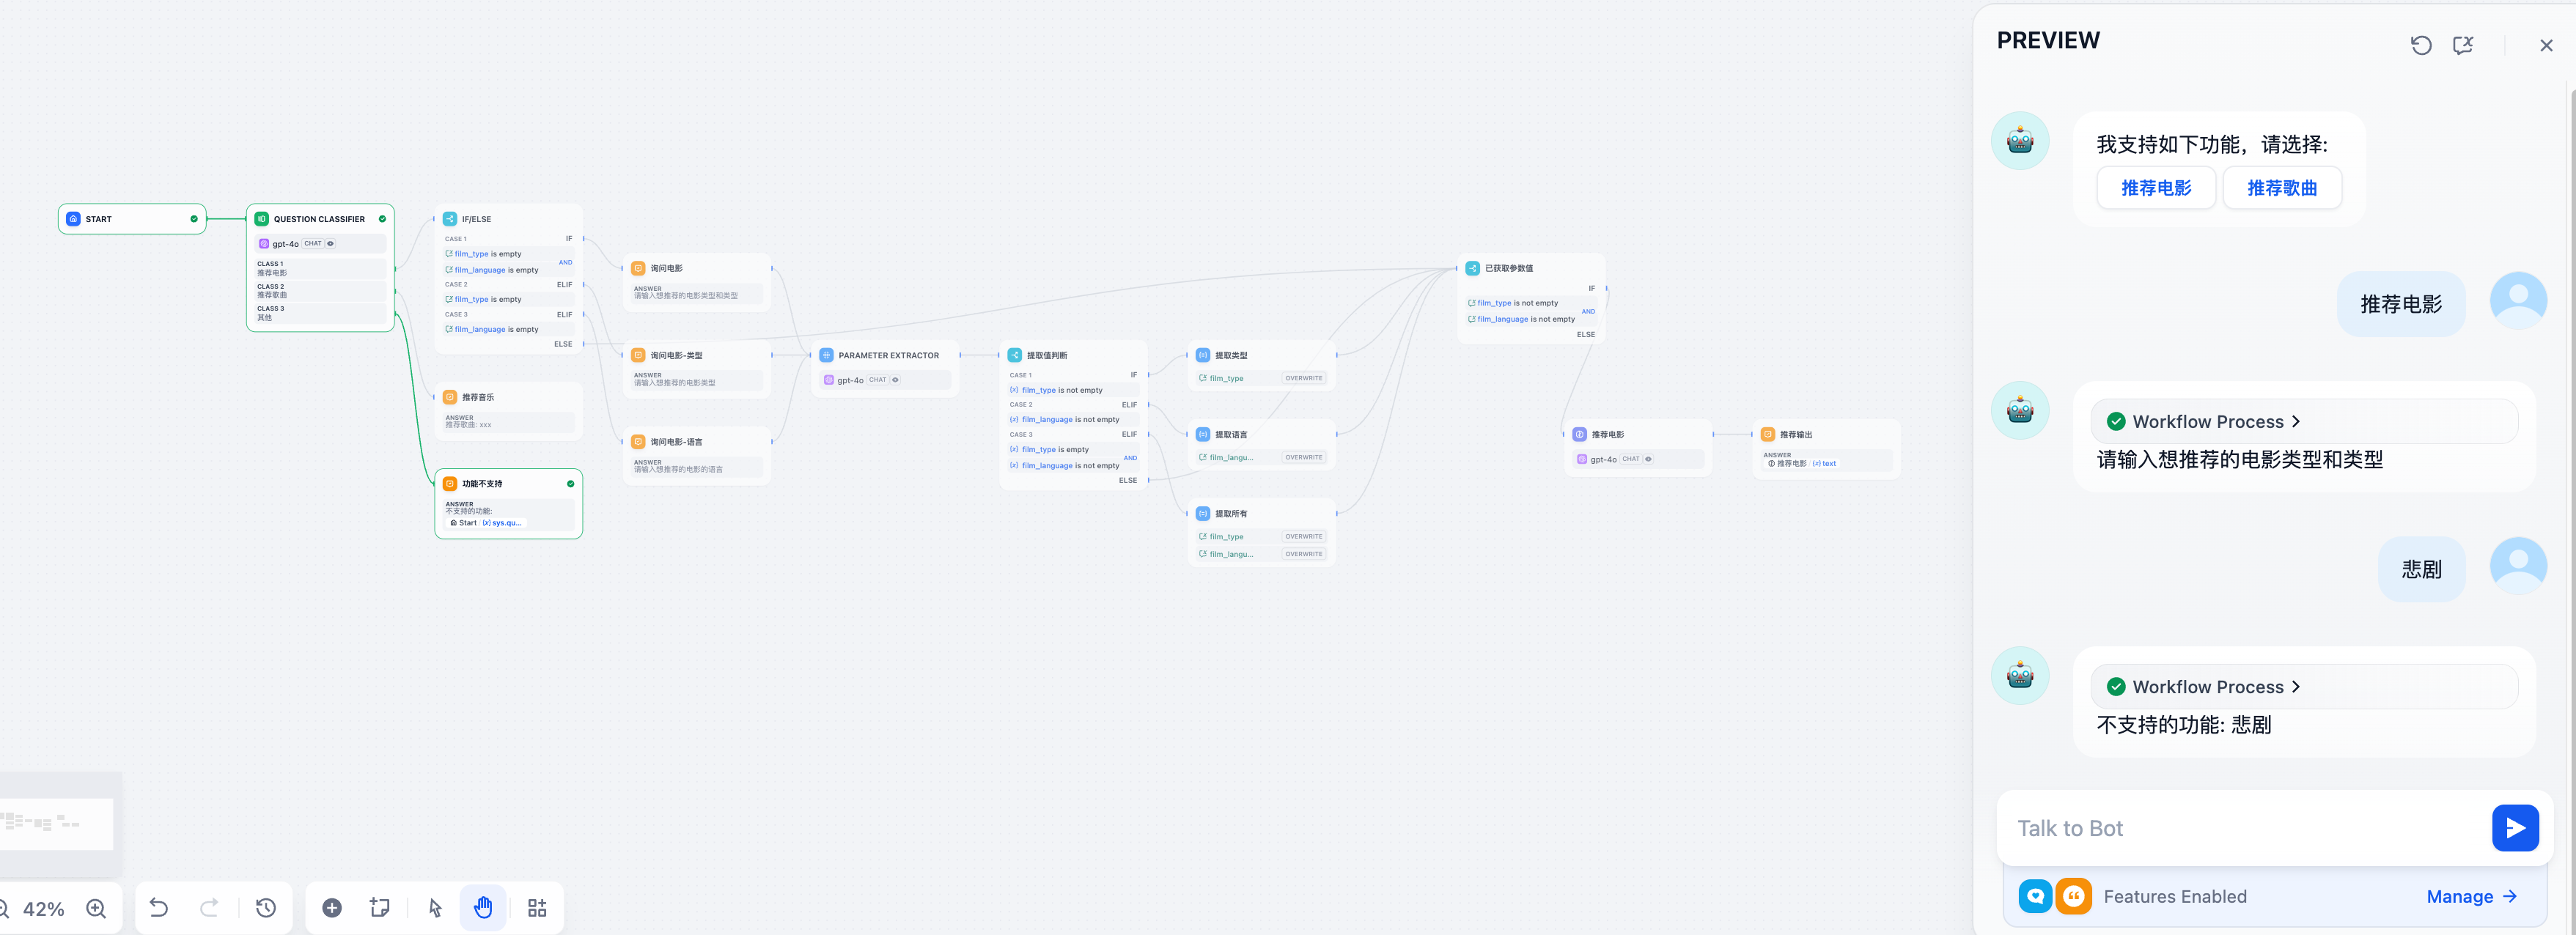 START
QUESTION CLASSIFIER
gpt-4o CHAT
CLASS 1
推荐电影
CLASS 2
推荐歌曲
CLASS 3
其他
IF/ELSE
CASE 1 IF
film_type is empty
AND
film_language is empty
CASE 2 ELIF
film_type is empty
CASE 3 ELIF
film_language is empty
ELSE
推荐音乐
ANSWER
推荐歌曲: xxx
功能不支持
ANSWER
不支持的功能:
Start {x} sys.qu...
询问电影
ANSWER
请输入想推荐的电影类型和类型
询问电影-类型
ANSWER
请输入想推荐的电影类型
询问电影-语言
ANSWER
请输入想推荐的电影的语言
PARAMETER EXTRACTOR
gpt-4o CHAT
提取值判断
CASE 1 IF
{x} film_type is not empty
CASE 2 ELIF
{x} film_language is not empty
CASE 3 ELIF
{x} film_type is empty
AND
{x} film_language is not empty
ELSE
提取类型
film_type OVERWRITE
提取语言
film_langu... OVERWRITE
提取所有
film_type OVERWRITE
film_langu... OVERWRITE
已获取参数值
IF
film_type is not empty
AND
film_language is not empty
ELSE
推荐电影
gpt-4o CHAT
推荐输出
ANSWER
推荐电影 {x} text
42%
PREVIEW
我支持如下功能，请选择:
推荐电影 推荐歌曲
推荐电影
Workflow Process
请输入想推荐的电影类型和类型
悲剧
Workflow Process
不支持的功能: 悲剧
Talk to Bot
Features Enabled Manage